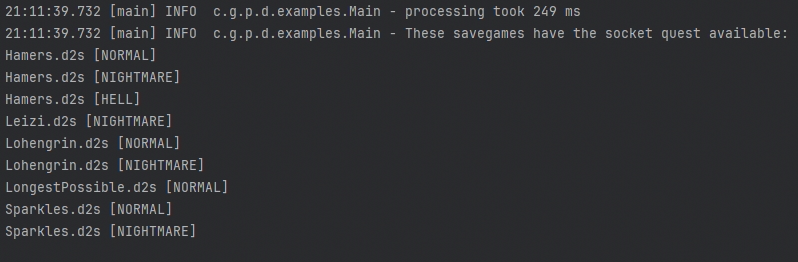 21:11:39.732 [main] INFO  c.g.p.d.examples.Main - processing took 249 ms
21:11:39.732 [main] INFO  c.g.p.d.examples.Main - These savegames have the socket quest available:
Hamers.d2s [NORMAL]
Hamers.d2s [NIGHTMARE]
Hamers.d2s [HELL]
Leizi.d2s [NIGHTMARE]
Lohengrin.d2s [NORMAL]
Lohengrin.d2s [NIGHTMARE]
LongestPossible.d2s [NORMAL]
Sparkles.d2s [NORMAL]
Sparkles.d2s [NIGHTMARE]